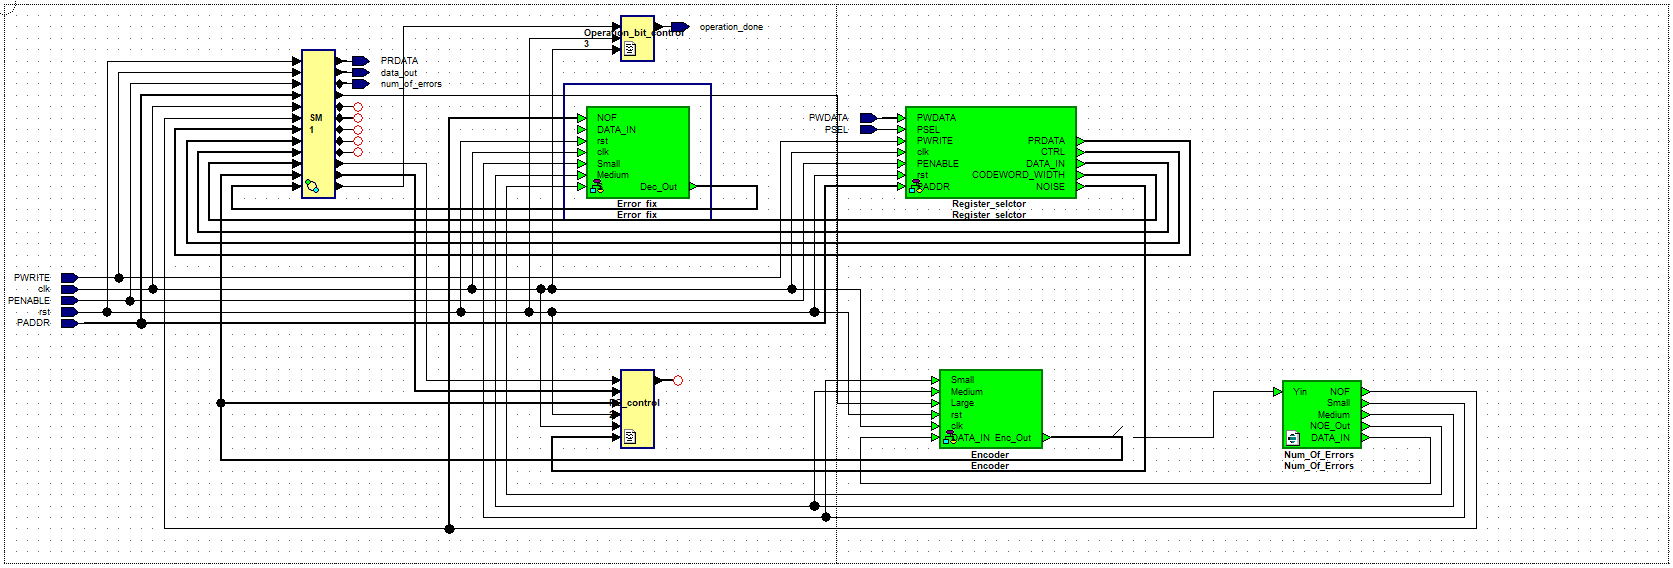 Operation_bit_control
3
operation_done
PRDATA
data_out
num_of_errors
SM
1
NOF
DATA_IN
rst
clk
Small
Medium
Dec_Out
Error_fix
Error_fix
PWDATA
PSEL
PWDATA
PSEL
PWRITE
clk
PENABLE
rst
PADDR
PRDATA
CTRL
DATA_IN
CODEWORD_WIDTH
NOISE
Register_selctor
Register_selctor
PWRITE
clk
PENABLE
rst
PADDR
_control
Small
Medium
Large
rst
clk
DATA_IN
Enc_Out
Encoder
Encoder
Yin
NOF
Small
Medium
NOE_Out
DATA_IN
Num_Of_Errors
Num_Of_Errors